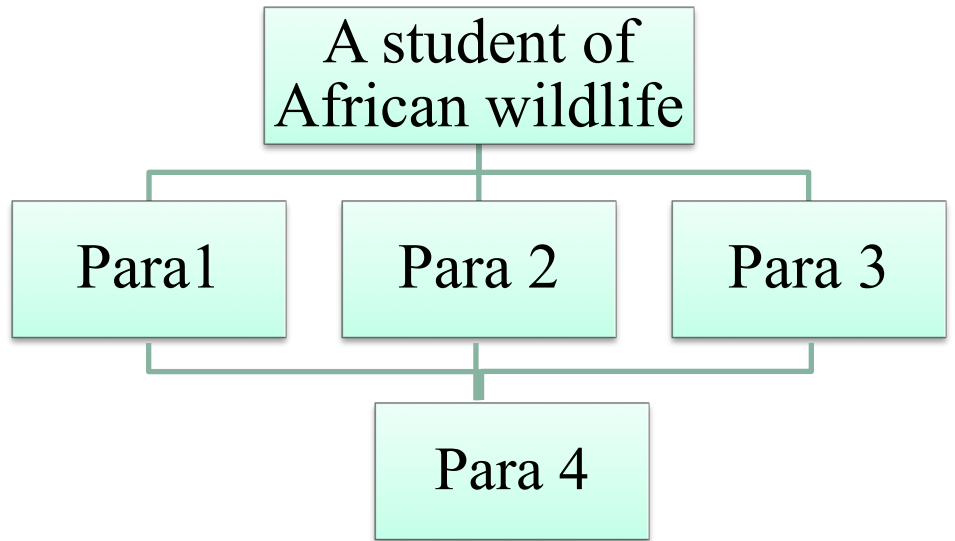 A student of
African wildlife
Para1
Para 2
Para 3
Para 4